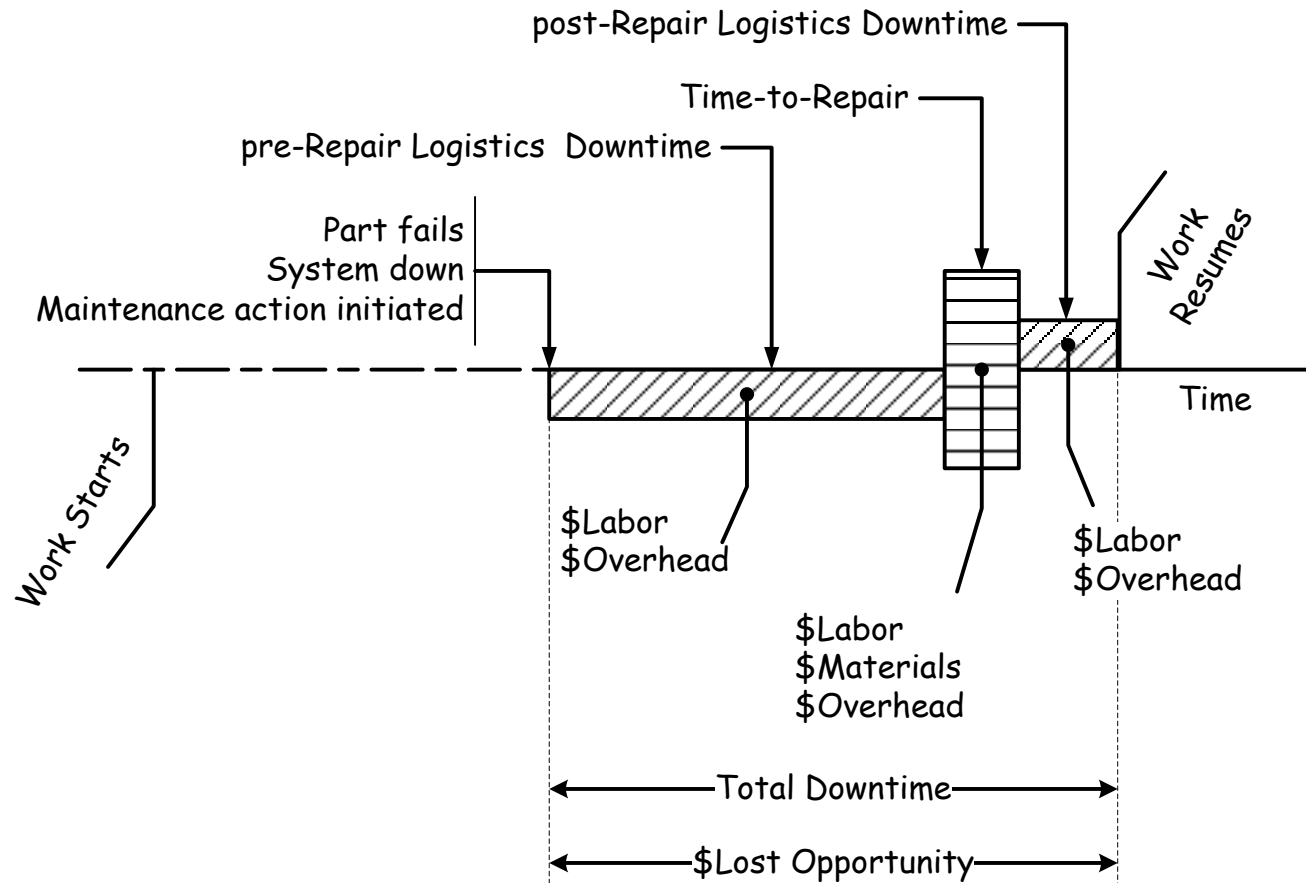 post-Repair Logistics Downtime
Time-to-Repair
pre-Repair Logistics Downtime
Part fails
System down
Maintenance action initiated
Work
Resumes
Time
Work Starts
$Labor
$Overhead
$Labor
$Materials
$Overhead
$Labor
$Overhead
Total Downtime
$Lost Opportunity